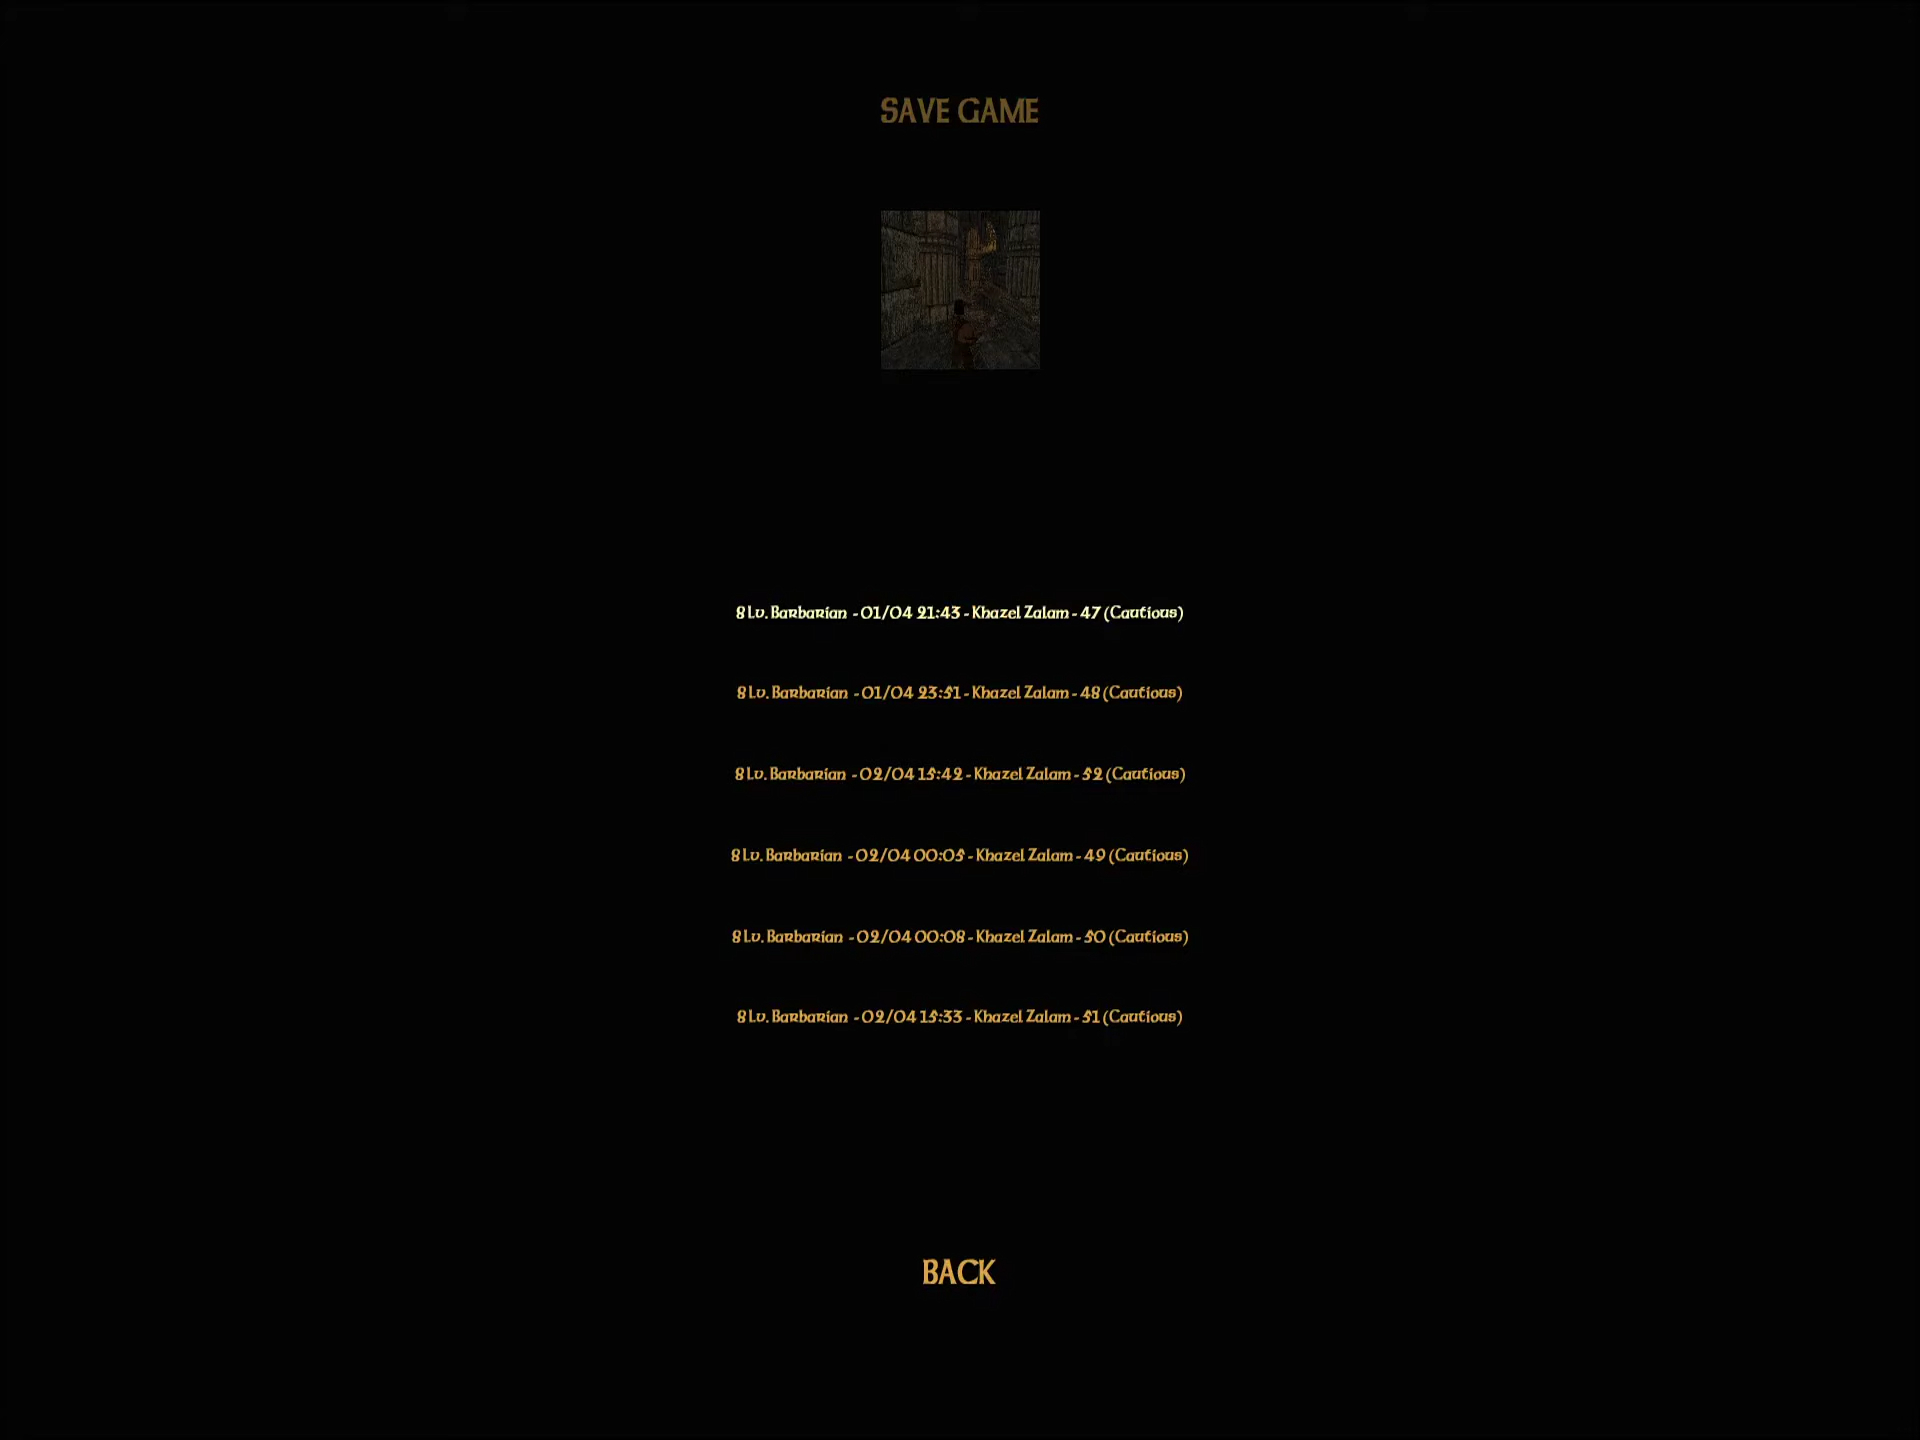 SAVE GAME
8 Lv. Barbarian - 01/04 21:43 - Khazel Zalam - 47 (Cautious)
8 Lv. Barbarian - 01/04 23:51 - Khazel Zalam - 48 (Cautious)
8 Lv. Barbarian - 02/04 15:42 - Khazel Zalam - 52 (Cautious)
8 Lv. Barbarian - 02/04 00:05 - Khazel Zalam - 49 (Cautious)
8 Lv. Barbarian - 02/04 00:08 - Khazel Zalam - 50 (Cautious)
8 Lv. Barbarian - 02/04 15:33 - Khazel Zalam - 51 (Cautious)
BACK